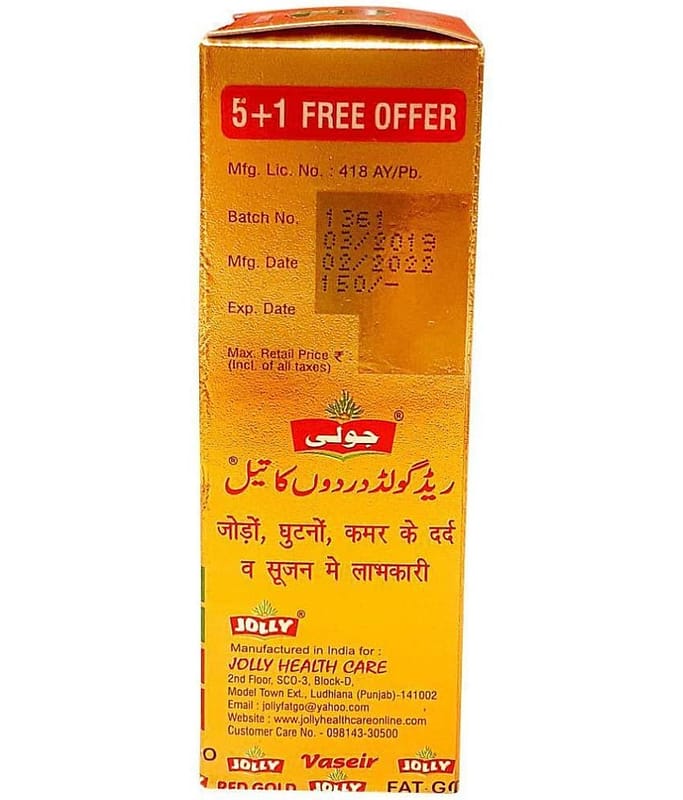 5+1 FREE OFFER
Mfg. Lic. No. : 418 AY/Pb.
Batch No. 1361
03/2019
Mfg. Date 02/2022
150/-
Exp. Date
Max. Retail Price ₹ :
(Incl. of all taxes)
جولی ®
ریڈ گولڈ دردوں کا تیل ®
जोड़ों, घुटनों, कमर के दर्द
व सूजन मे लाभकारी
JOLLY ®
Manufactured in India for :
JOLLY HEALTH CARE
2nd Floor, SCO-3, Block-D,
Model Town Ext., Ludhiana (Punjab)-141002
Email : jollyfatgo@yahoo.com
Website : www.jollyhealthcareonline.com
Customer Care No. - 098143-30500
O JOLLY Vaseir JOLLY
RED GOLD JOLLY FAT-GO